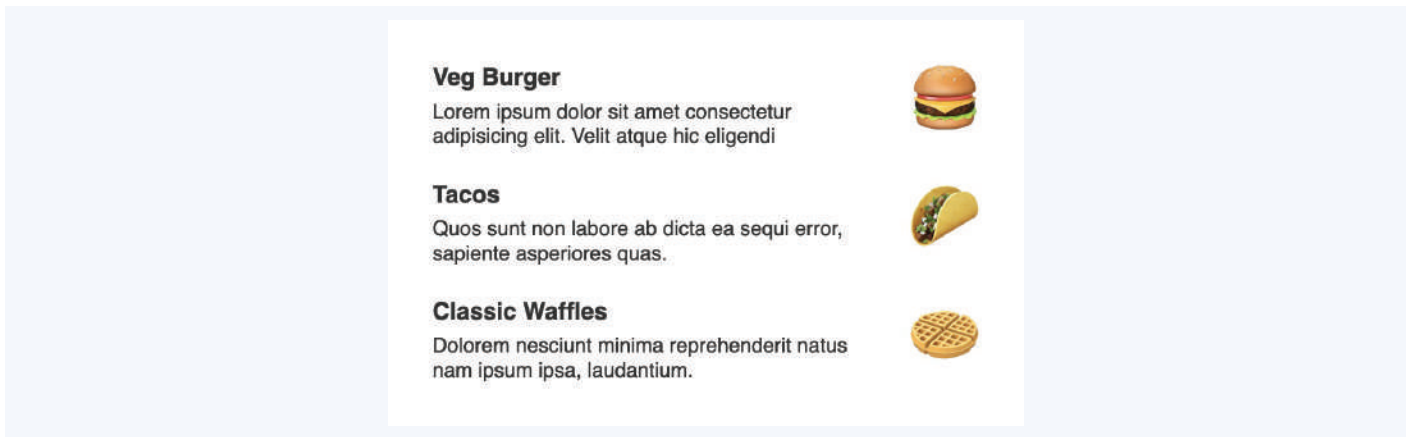 Veg Burger
Lorem ipsum dolor sit amet consectetur
adipisicing elit. Velit atque hic eligendi
Tacos
Quos sunt non labore ab dicta ea sequi error,
sapiente asperiores quas.
Classic Waffles
Dolorem nesciunt minima reprehenderit natus
nam ipsum ipsa, laudantium.